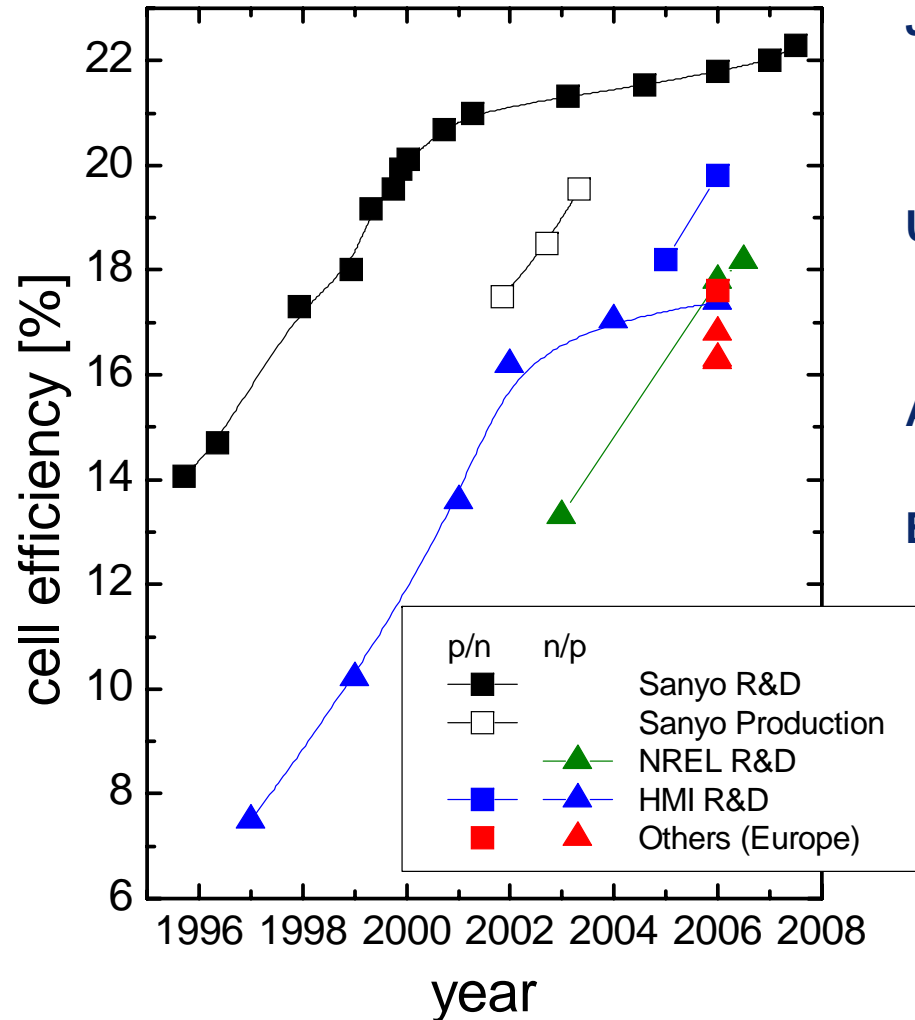 cell efficiency [%]
22
20
18
16
14
12
10
8
6
p/n n/p
Sanyo R&D
Sanyo Production
NREL R&D
HMI R&D
Others (Europe)
1996 1998 2000 2002 2004 2006 2008
year
J
U
A
E